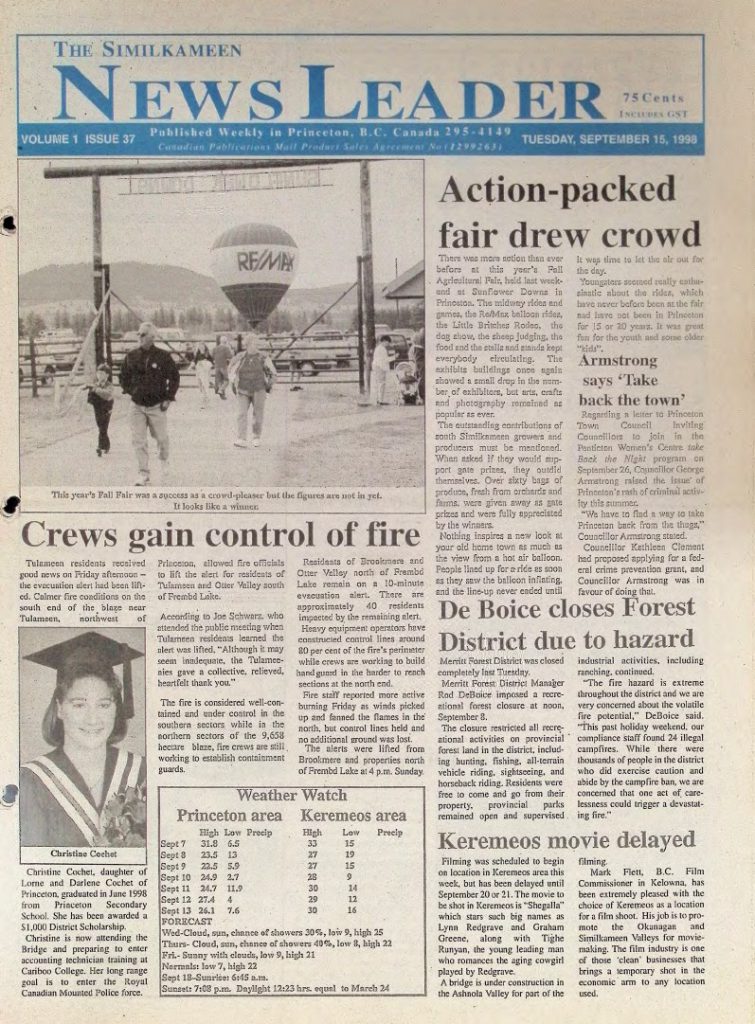 THE SIMILKAMEEN
NEWS LEADER
75 Cents
INCLUDES GST
VOLUME 1 ISSUE 37
Published Weekly in Princeton, B.C. Canada 295-4149
Canadian Publications Mail Product Sales Agreement No (1299263)
TUESDAY, SEPTEMBER 15, 1998
RE/MAX
This year's Fall Fair was a success as a crowd-pleaser but the figures are not in yet.
It looks like a winner.
Action-packed
fair drew crowd
There was more action than ever
before at this year's Fall
Agricultural Fair, held last week-
end at Sunflower Downs in
Princeton. The midway rides and
games, the Re/Max balloon rides,
the Little Britches Rodeo, the
dog show, the sheep judging, the
food and the stalls and stands kept
everybody circulating. The
exhibits buildings once again
showed a small drop in the num-
ber of exhibitors, but arts, crafts
and photography remained as
popular as ever.
The outstanding contributions of
south Similkameen growers and
producers must be mentioned.
When asked if they would sup-
port gate prizes, they outdid
themselves. Over sixty bags of
produce, fresh from orchards and
farms, were given away as gate
prizes and were fully appreciated
by the winners.
Nothing inspires a new look at
your old home town as much as
the view from a hot air balloon.
People lined up for a ride as soon
as they saw the balloon inflating,
and the line-up never ended until
It was time to let the air out for
the day.
Youngsters seemed really enthu-
siastic about the rides, which
have never before been at the fair
and have not been in Princeton
for 15 or 20 years. It was great
fun for the youth and some older
"kids".
Armstrong
says 'Take
back the town'
Regarding a letter to Princeton
Town Council inviting
Councillors to join in the
Penticton Women's Centre take
Back the Night program on
September 26, Councillor George
Armstrong raised the issue of
Princeton's rash of criminal activ-
ity this summer.
"We have to find a way to take
Princeton back from the thugs,"
Councillor Armstrong stated.
Councillor Kathleen Clement
had proposed applying for a fed-
eral crime prevention grant, and
Councillor Armstrong was in
favour of doing that.
Crews gain control of fire
Tulameen residents received
good news on Friday afternoon –
the evacuation alert had been lift-
ed. Calmer fire conditions on the
south end of the blaze near
Tulameen, northwest of
Princeton, allowed fire officials
to lift the alert for residents of
Tulameen and Otter Valley south
of Frembd Lake.
According to Joe Schwarz, who
attended the public meeting when
Tulameen residents learned the
alert was lifted, "Although it may
seem inadequate, the Tulamee-
nies gave a collective, relieved,
heartfelt thank you."
The fire is considered well-con-
tained and under control in the
southern sectors while in the
northern sectors of the 9,658
hectare blaze, fire crews are still
working to establish containment
guards.
Residents of Brookmere and
Otter Valley north of Frembd
Lake remain on a 10-minute
evacuation alert. There are
approximately 40 residents
impacted by the remaining alert.
Heavy equipment operators have
constructed control lines around
80 per cent of the fire's perimeter
while crews are working to build
handguard in the harder to reach
sections at the north end.
Fire staff reported more active
burning Friday as winds picked
up and fanned the flames in the
north, but control lines held and
no additional ground was lost.
The alerts were lifted from
Brookmere and properties north
of Frembd Lake at 4 p.m. Sunday.
Christine Cochet
Christine Cochet, daughter of
Lorne and Darlene Cochet of
Princeton, graduated in June 1998
from Princeton Secondary
School. She has been awarded a
$1,000 District Scholarship.
Christine is now attending the
Bridge and preparing to enter
accounting technician training at
Cariboo College. Her long range
goal is to enter the Royal
Canadian Mounted Police force.
Weather Watch
Princeton area Keremeos area
High Low Precip High Low Precip
Sept 7 31.8 6.5 33 15
Sept 8 23.5 13 27 19
Sept 9 22.5 5.9 27 15
Sept 10 24.9 2.7 28 9
Sept 11 24.7 11.9 30 14
Sept 12 27.4 4 29 12
Sept 13 26.1 7.6 30 16
FORECAST
Wed-Cloud, sun, chance of showers 30%, low 9, high 25
Thurs- Cloud, sun, chance of showers 40%, low 8, high 22
Fri.- Sunny with clouds, low 9, high 21
Normals: low 7, high 22
Sept 18-Sunrise: 6:45 a.m.
Sunset: 7:08 p.m. Daylight 12:23 hrs. equal to March 24
De Boice closes Forest
District due to hazard
Merritt Forest District was closed
completely last Tuesday.
Merritt Forest District Manager
Rod DeBoice imposed a recre-
ational forest closure at noon,
September 8.
The closure restricted all recre-
ational activities on provincial
forest land in the district, includ-
ing hunting, fishing, all-terrain
vehicle riding, sightseeing, and
horseback riding. Residents were
free to come and go from their
property, provincial parks
remained open and supervised
industrial activities, including
ranching, continued.
"The fire hazard is extreme
throughout the district and we are
very concerned about the volatile
fire potential," DeBoice said.
"This past holiday weekend, our
compliance staff found 24 illegal
campfires. While there were
thousands of people in the district
who did exercise caution and
abide by the campfire ban, we are
concerned that one act of care-
lessness could trigger a devastat-
ing fire."
Keremeos movie delayed
Filming was scheduled to begin
on location in Keremeos area this
week, but has been delayed until
September 20 or 21. The movie to
be shot in Keremeos is "Shegalla"
which stars such big names as
Lynn Redgrave and Graham
Greene, along with Tighe
Runyan, the young leading man
who romances the aging cowgirl
played by Redgrave.
A bridge is under construction in
the Ashnola Valley for part of the
filming.
Mark Flett, B.C. Film
Commissioner in Kelowna, has
been extremely pleased with the
choice of Keremeos as a location
for a film shoot. His job is to pro-
mote the Okanagan and
Similkameen Valleys for movie-
making. The film industry is one
of those 'clean' businesses that
brings a temporary shot in the
economic arm to any location
used.